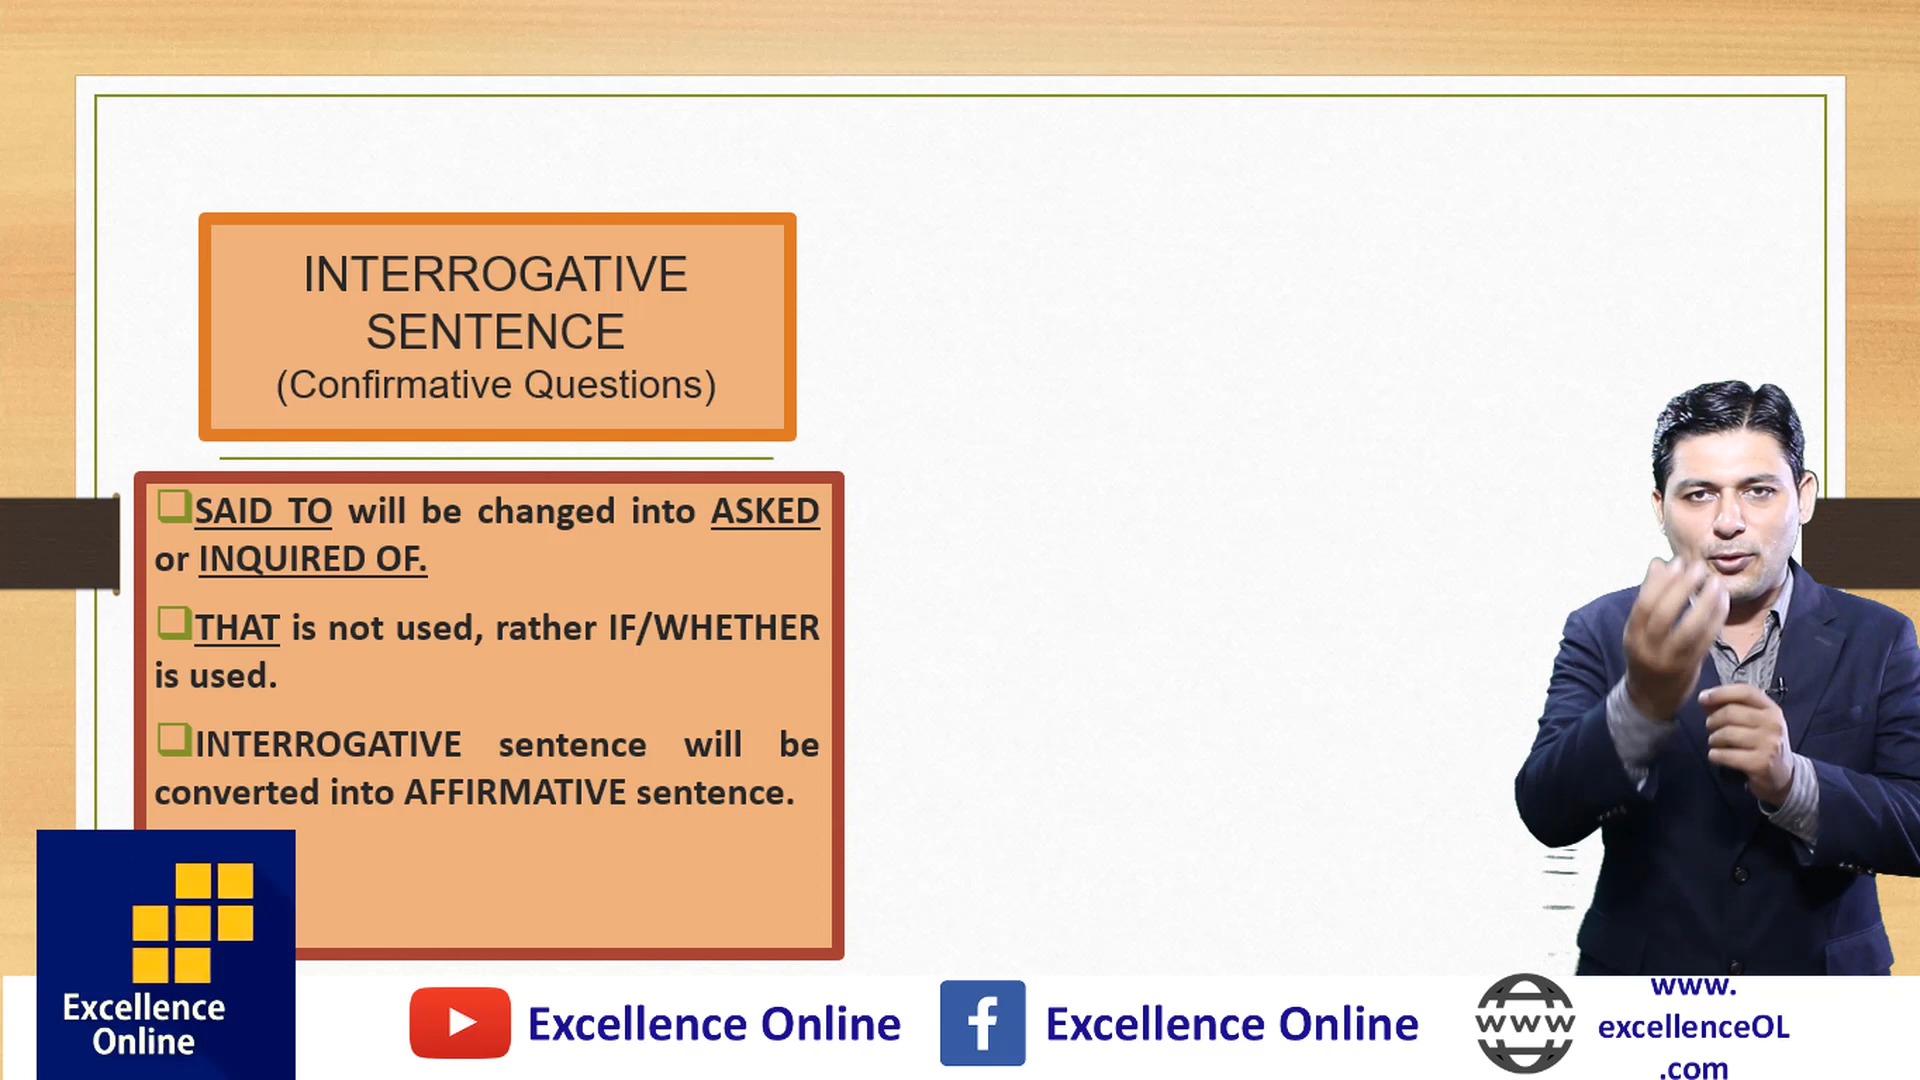 INTERROGATIVE
SENTENCE
(Confirmative Questions)
SAID TO will be changed into ASKED
or INQUIRED OF.
THAT is not used, rather IF/WHETHER
is used.
INTERROGATIVE sentence will be
converted into AFFIRMATIVE sentence.
Excellence
Online
Excellence Online
Excellence Online
www
www.
excellenceOL
.com